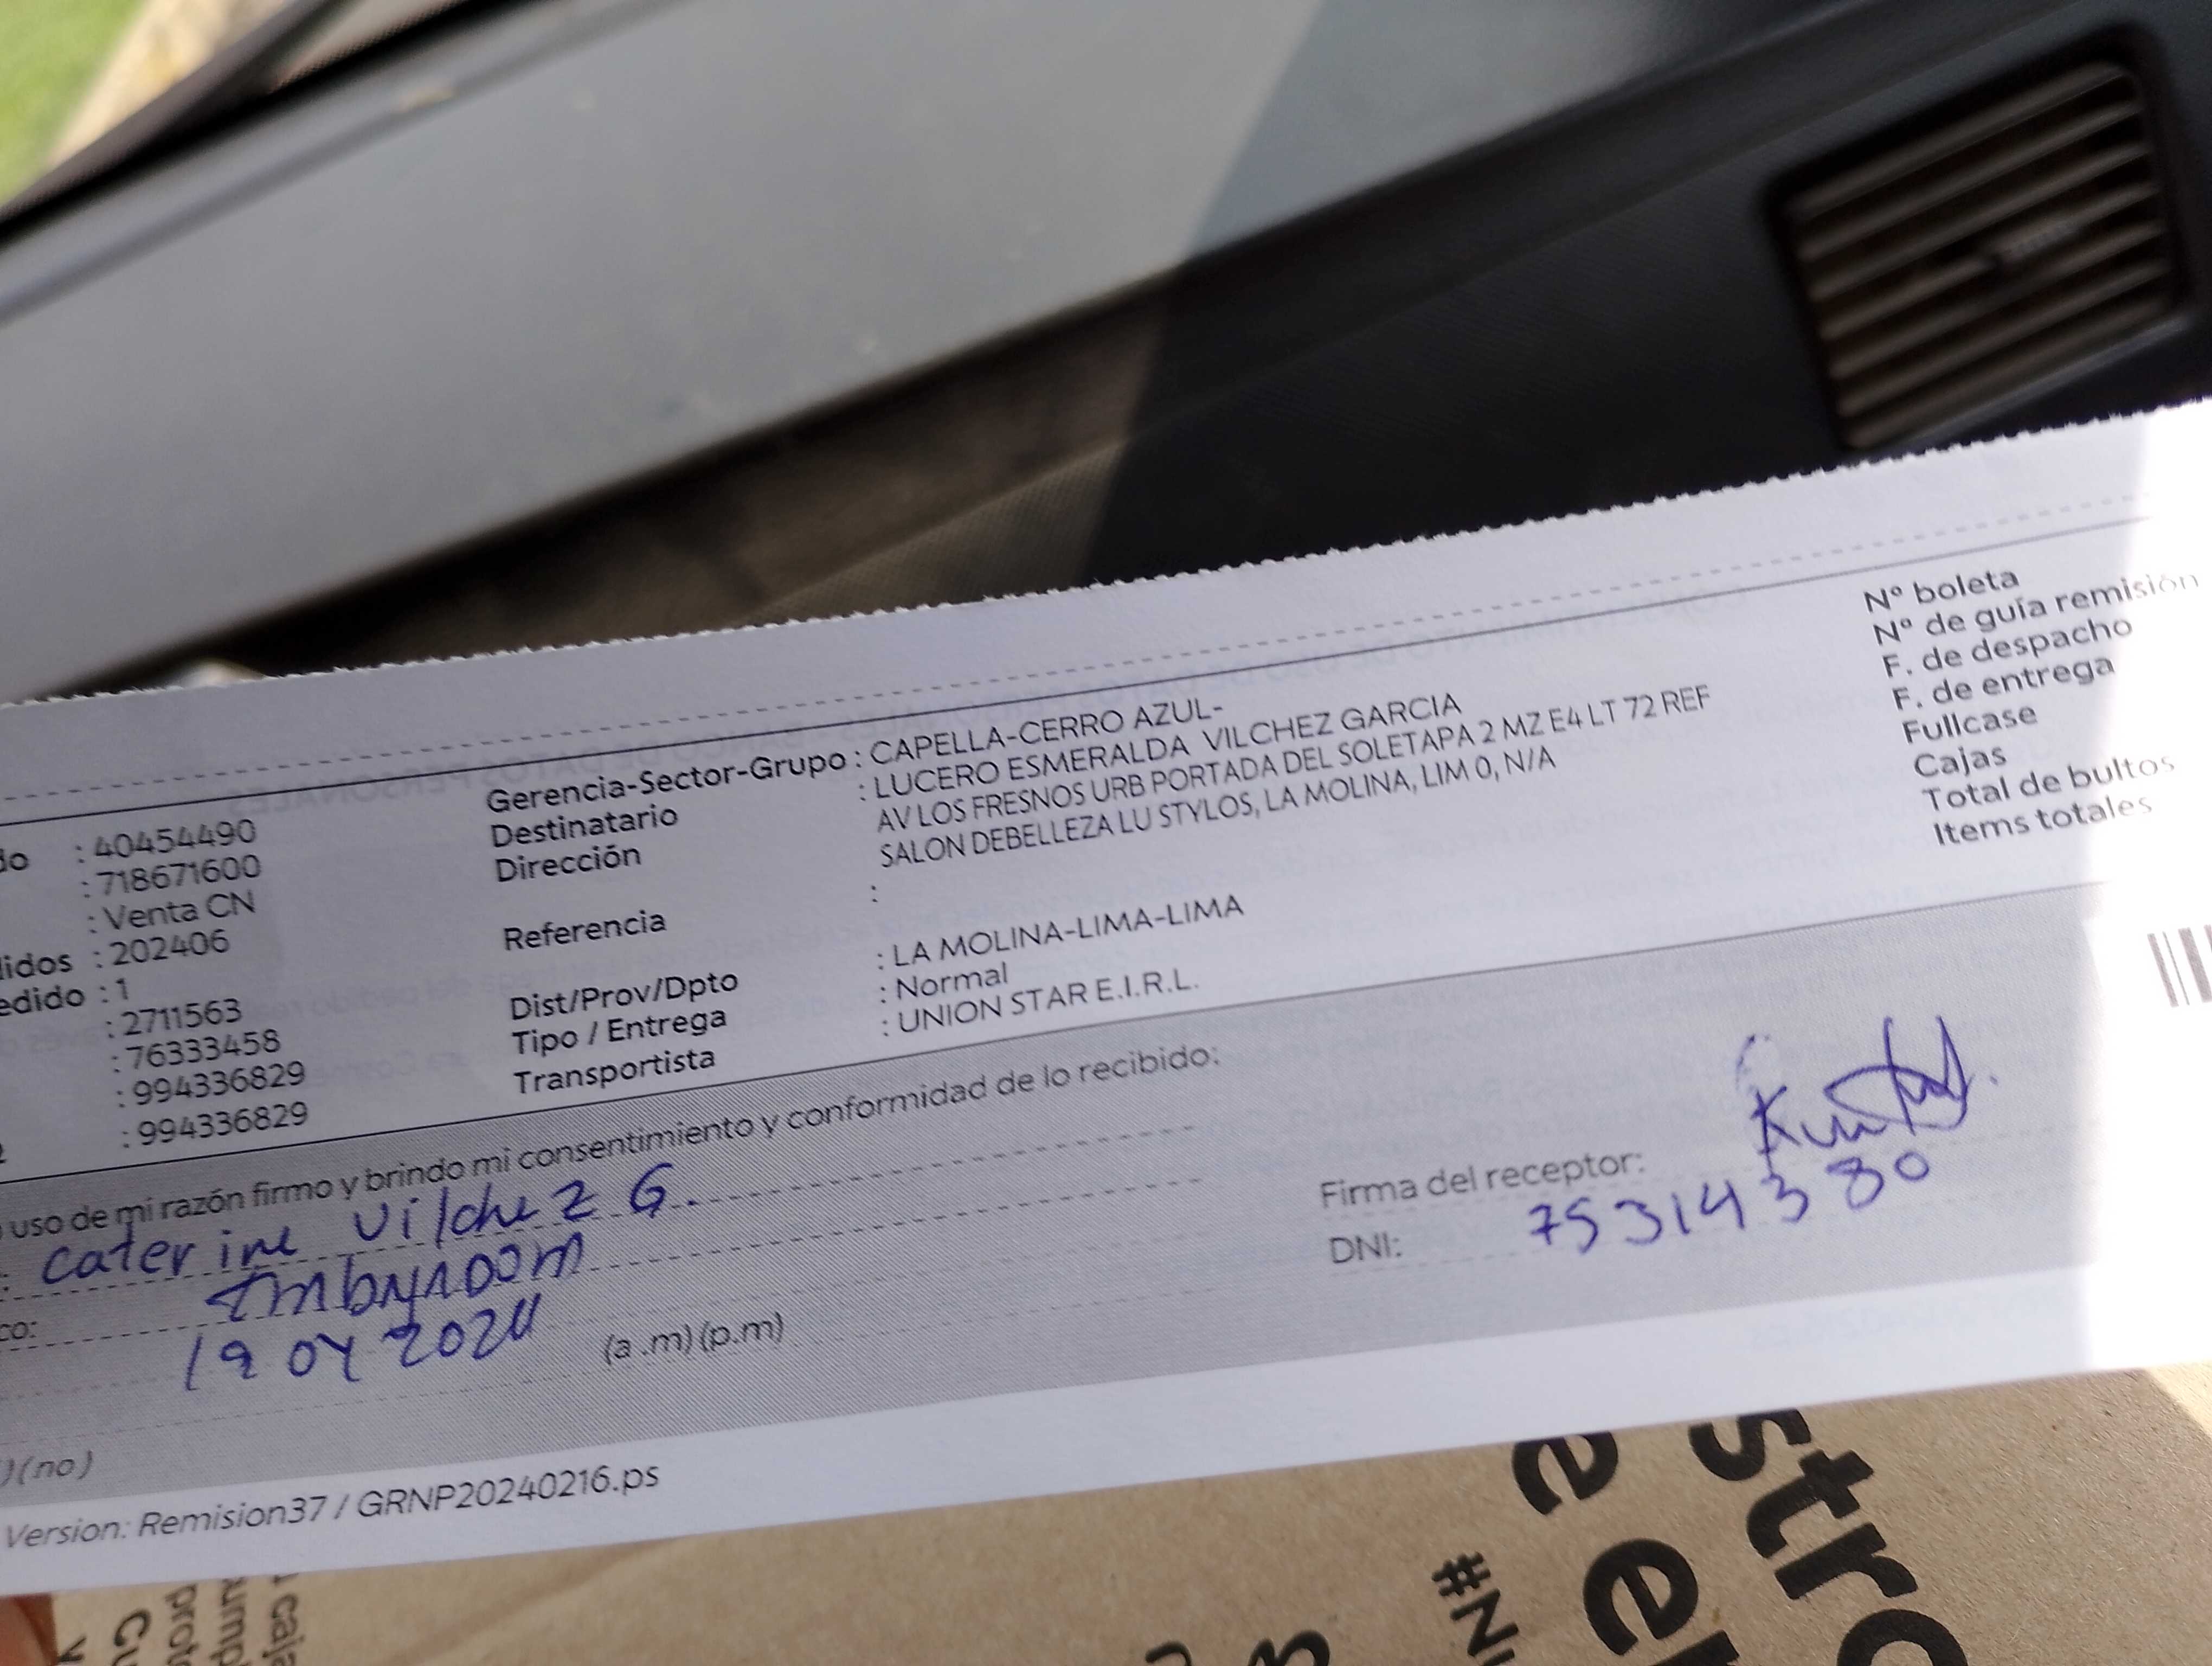 do : 40454490
: 718671600
: Venta CN
lidos : 202406
edido : 1
: 2711563
: 76333458
: 994336829
: 994336829
Gerencia-Sector-Grupo : CAPELLA-CERRO AZUL-
Destinatario : LUCERO ESMERALDA VILCHEZ GARCIA
Dirección AV LOS FRESNOS URB PORTADA DEL SOLETAPA 2 MZ E4 LT 72 REF
SALON DEBELLEZA LU STYLOS, LA MOLINA, LIM 0, N/A
Referencia :
Dist/Prov/Dpto : LA MOLINA-LIMA-LIMA
Tipo / Entrega : Normal
Transportista : UNION STAR E.I.R.L.
Nº boleta
Nº de guía remisión
F. de despacho
F. de entrega
Fullcase
Cajas
Total de bultos
Items totales
uso de mi razón firmo y brindo mi consentimiento y conformidad de lo recibido:
: Caterine Vilchez G.
co:
19 04 2024 (a .m) (p.m)
Firma del receptor:
DNI: 75314380
)(no)
Version: Remision37 / GRNP20240216.ps
#NI